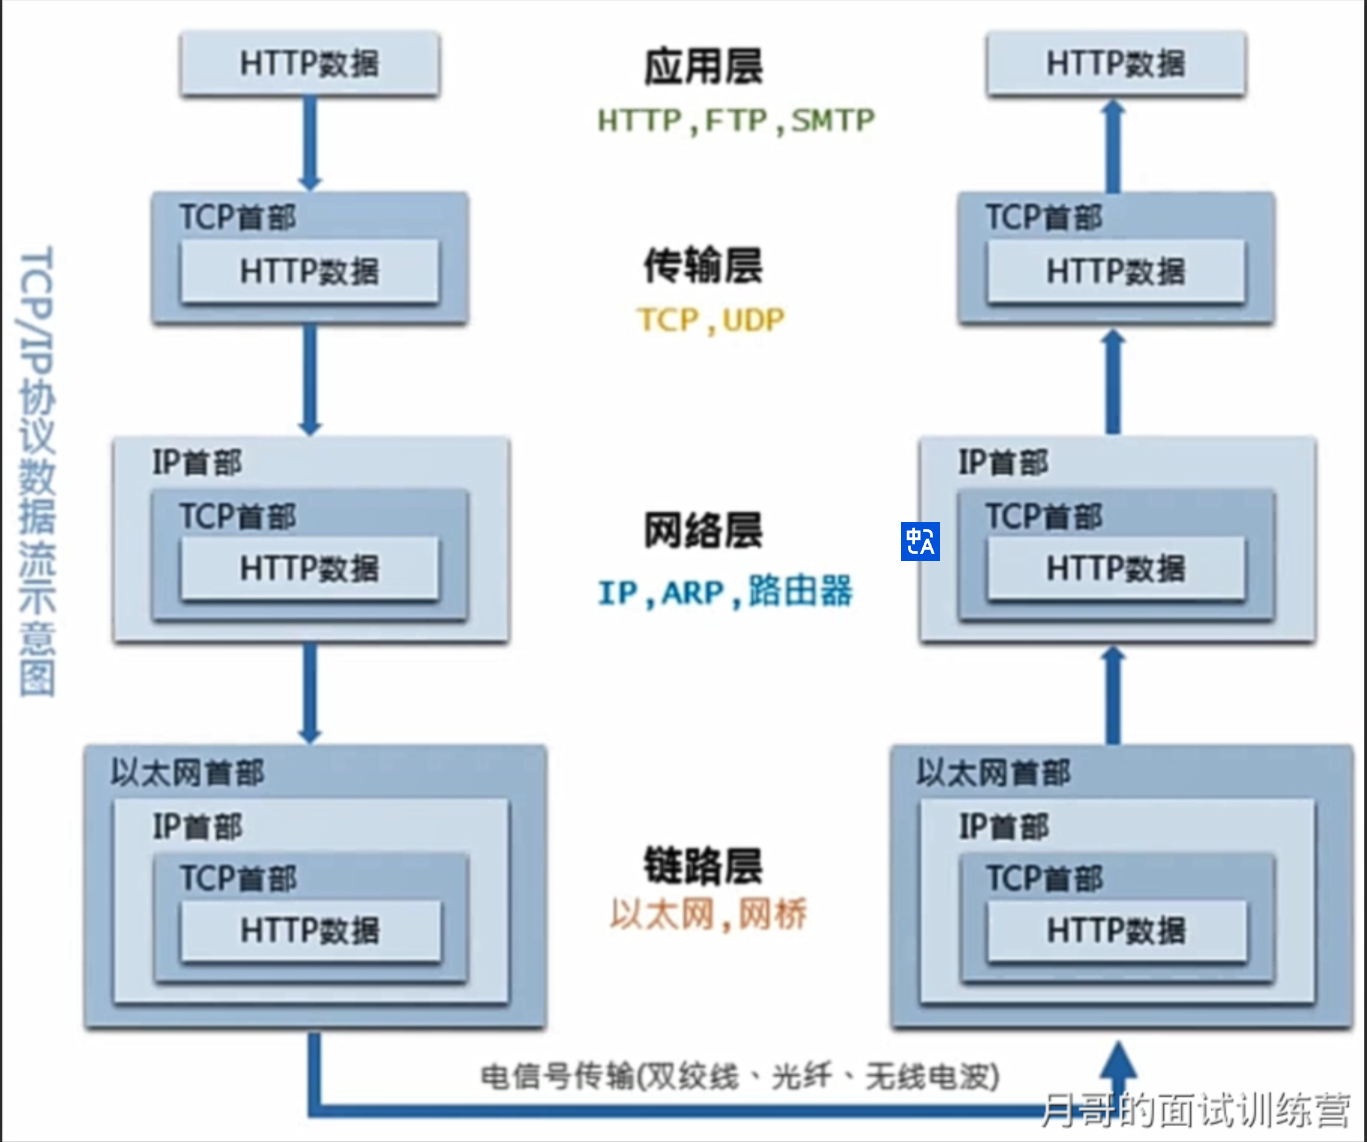 TCP/IP协议数据流示意图
HTTP数据
应用层
HTTP,FTP,SMTP
HTTP数据
TCP首部
HTTP数据
传输层
TCP,UDP
TCP首部
HTTP数据
IP首部
TCP首部
HTTP数据
网络层
IP,ARP,路由器
中A
IP首部
TCP首部
HTTP数据
以太网首部
IP首部
TCP首部
HTTP数据
链路层
以太网,网桥
以太网首部
IP首部
TCP首部
HTTP数据
电信号传输(双绞线、光纤、无线电波)
月哥的面试训练营